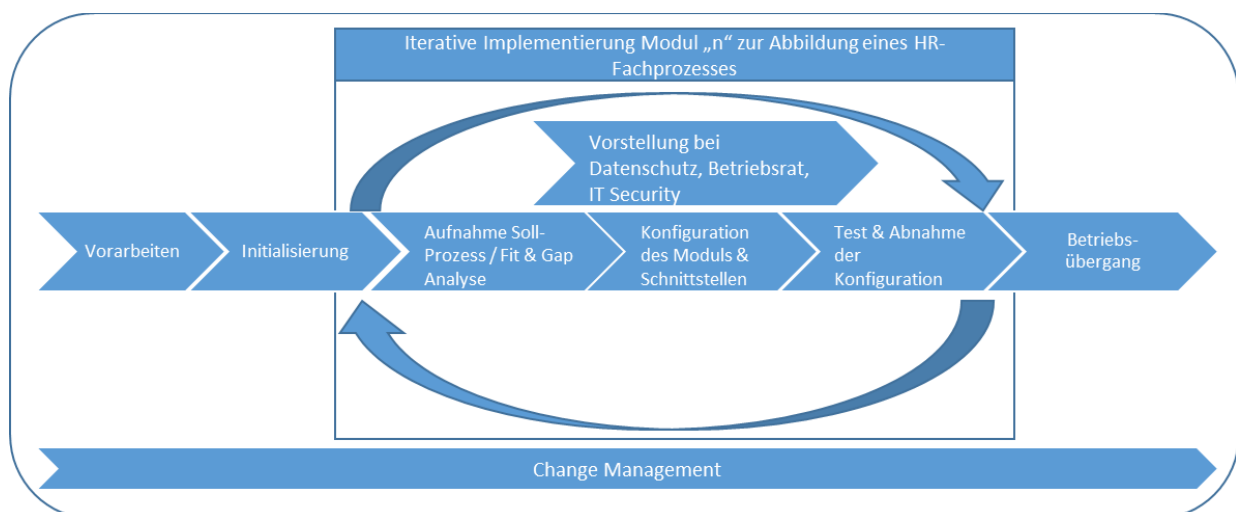 Iterative Implementierung Modul „n“ zur Abbildung eines HR-
Fachprozesses
Vorstellung bei
Datenschutz, Betriebsrat,
IT Security
Vorarbeiten
Initialisierung
Aufnahme Soll-
Prozess / Fit & Gap
Analyse
Konfiguration
des Moduls &
Schnittstellen
Test & Abnahme
der
Konfiguration
Betriebs-
übergang
Change Management